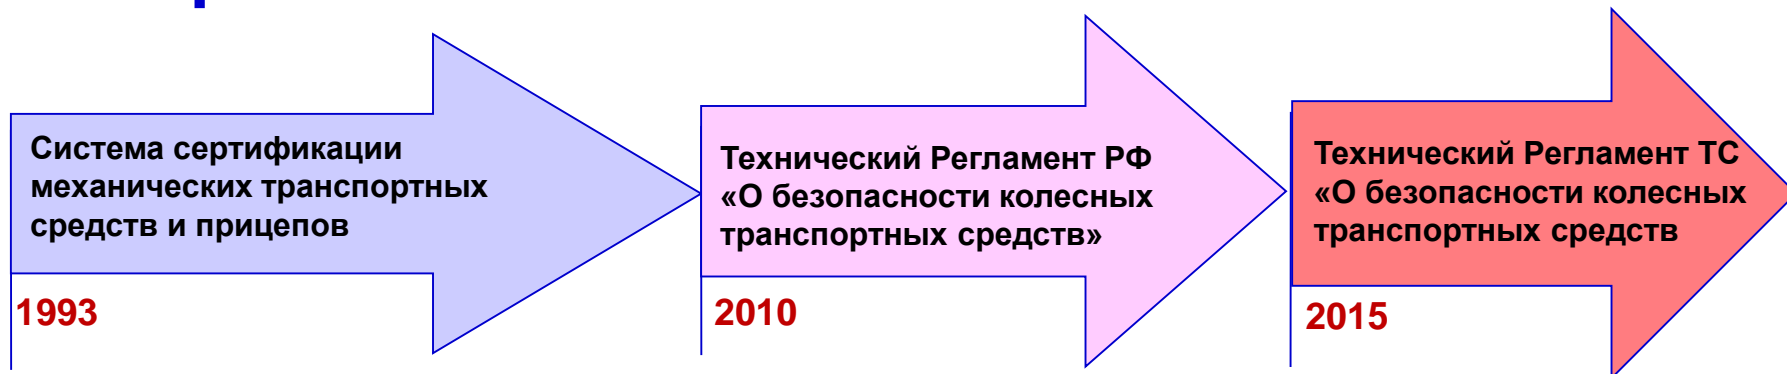 Система сертификации
механических транспортных
средств и прицепов
1993
Технический Регламент РФ
«О безопасности колесных
транспортных средств»
2010
Технический Регламент ТС
«О безопасности колесных
транспортных средств
2015